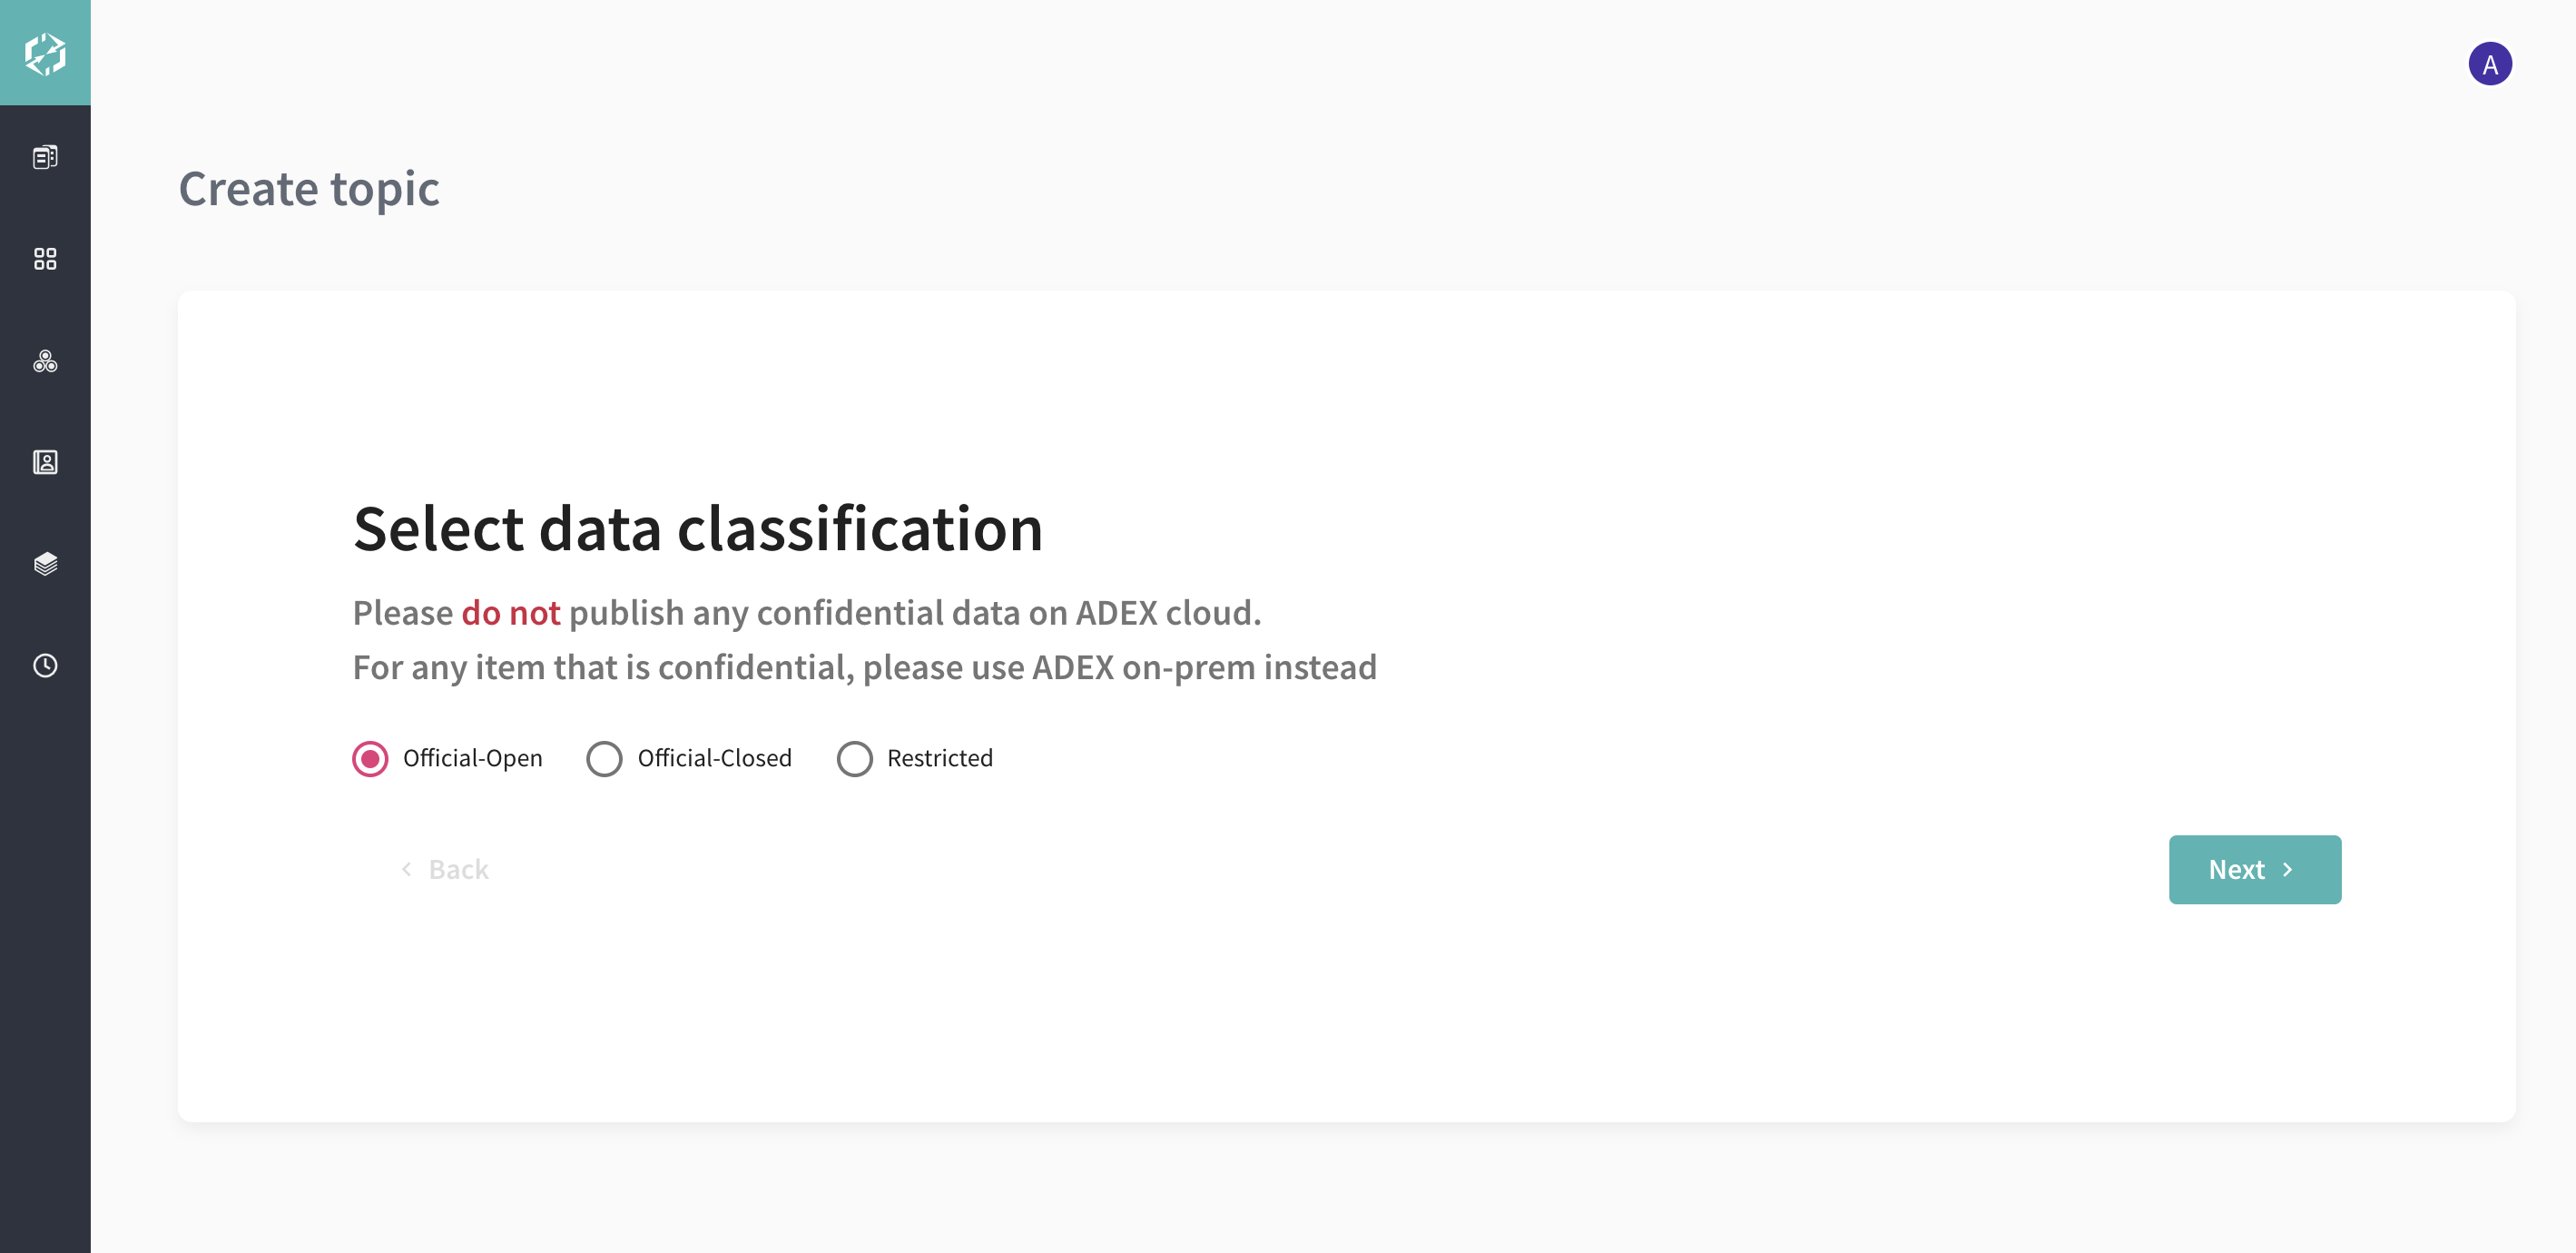 A
Create topic
Select data classification
Please do not publish any confidential data on ADEX cloud.
For any item that is confidential, please use ADEX on-prem instead
Official-Open Official-Closed Restricted
Back Next